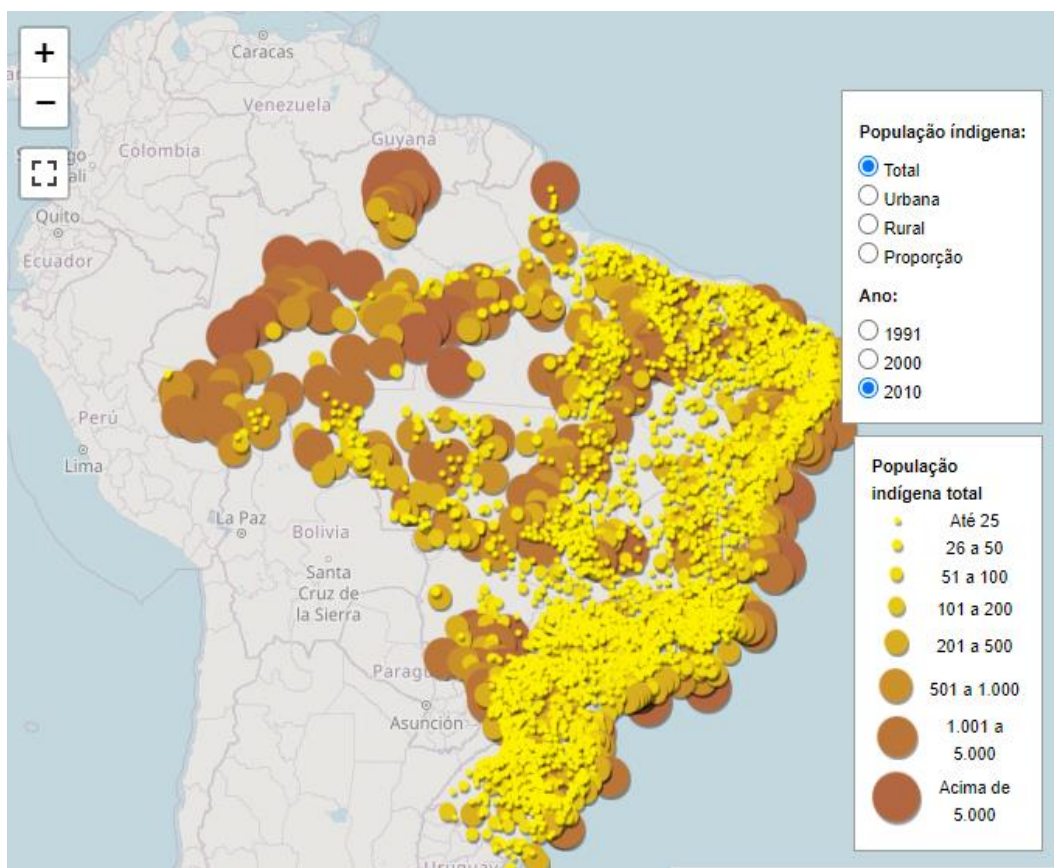 +
−
Caracas
Venezuela
Guyana
Colombia
Quito
Ecuador
Perú
Lima
La Paz
Bolivia
Santa
Cruz de
la Sierra
Asunción
Uruguay
População índigena:
Total
Urbana
Rural
Proporção
Ano:
1991
2000
2010
População
indígena total
Até 25
26 a 50
51 a 100
101 a 200
201 a 500
501 a 1.000
1.001 a
5.000
Acima de
5.000